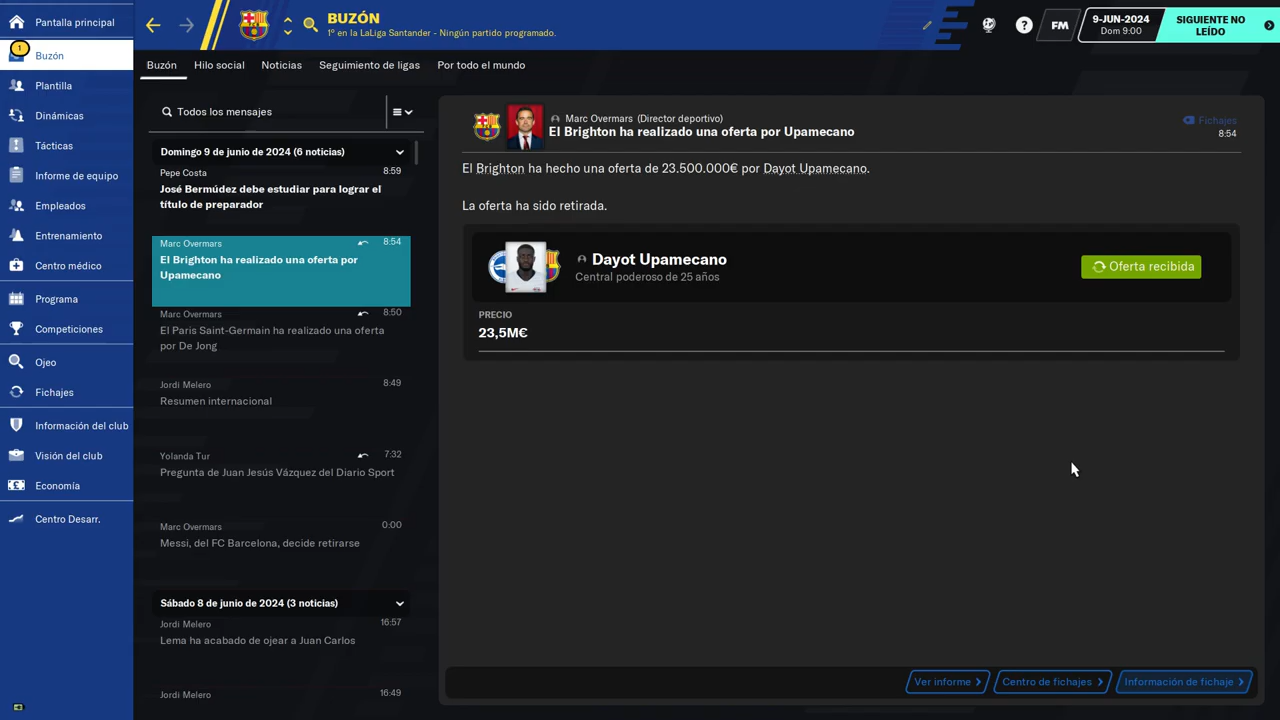 Pantalla principal
1
Buzón
Plantilla
Dinámicas
Tácticas
Informe de equipo
Empleados
Entrenamiento
Centro médico
Programa
Competiciones
Ojeo
Fichajes
Información del club
Visión del club
Economía
Centro Desarr.
BUZÓN
1º en la LaLiga Santander - Ningún partido programado.
FM
9-JUN-2024
Dom 9:00
SIGUIENTE NO LEÍDO
Buzón Hilo social Noticias Seguimiento de ligas Por todo el mundo
Todos los mensajes
Domingo 9 de junio de 2024 (6 noticias)
Pepe Costa 8:59
José Bermúdez debe estudiar para lograr el
título de preparador
Marc Overmars 8:54
El Brighton ha realizado una oferta por
Upamecano
Marc Overmars 8:50
El Paris Saint-Germain ha realizado una oferta
por De Jong
Jordi Melero 8:49
Resumen internacional
Yolanda Tur 7:32
Pregunta de Juan Jesús Vázquez del Diario Sport
Marc Overmars 0:00
Messi, del FC Barcelona, decide retirarse
Sábado 8 de junio de 2024 (3 noticias)
Jordi Melero 16:57
Lema ha acabado de ojear a Juan Carlos
Jordi Melero 16:49
Marc Overmars (Director deportivo)
El Brighton ha realizado una oferta por Upamecano
Fichajes
8:54
El Brighton ha hecho una oferta de 23.500.000€ por Dayot Upamecano.
La oferta ha sido retirada.
Dayot Upamecano
Central poderoso de 25 años
Oferta recibida
PRECIO
23,5M€
Ver informe Centro de fichajes Información de fichaje